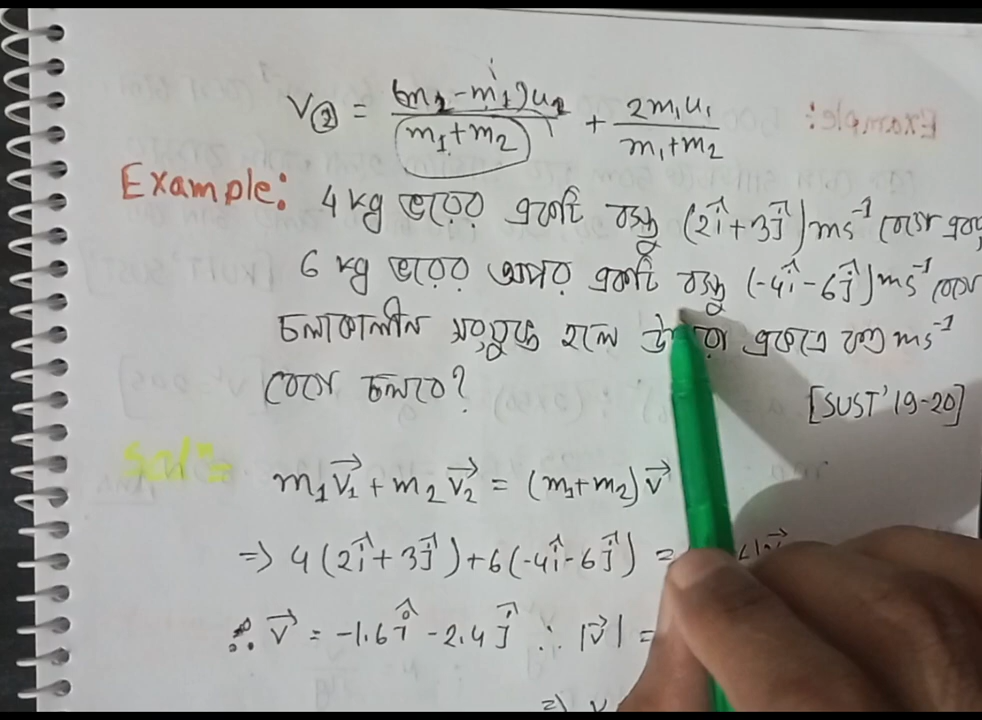 V② = (m2-m1)u2 / m1+m2 + 2m1u1 / m1+m2
Example: 4 kg ভরের একটি বস্তু (2î+3ĵ)ms⁻¹ বেগে
6 kg ভরের অপর একটি বস্তু (-4î-6ĵ)ms⁻¹ বেগে
চলাকালীন সংযুক্ত হলে একত্রে কত ms⁻¹
বেগে চলবে?
[SUST'19-20]
Solⁿ=
m1v⃗1 + m2v⃗2 = (m1+m2)v⃗
=> 4(2î+3ĵ)+6(-4î-6ĵ) =
∴ v⃗ = -1.6î -2.4ĵ ∴ |v⃗| =
=> v